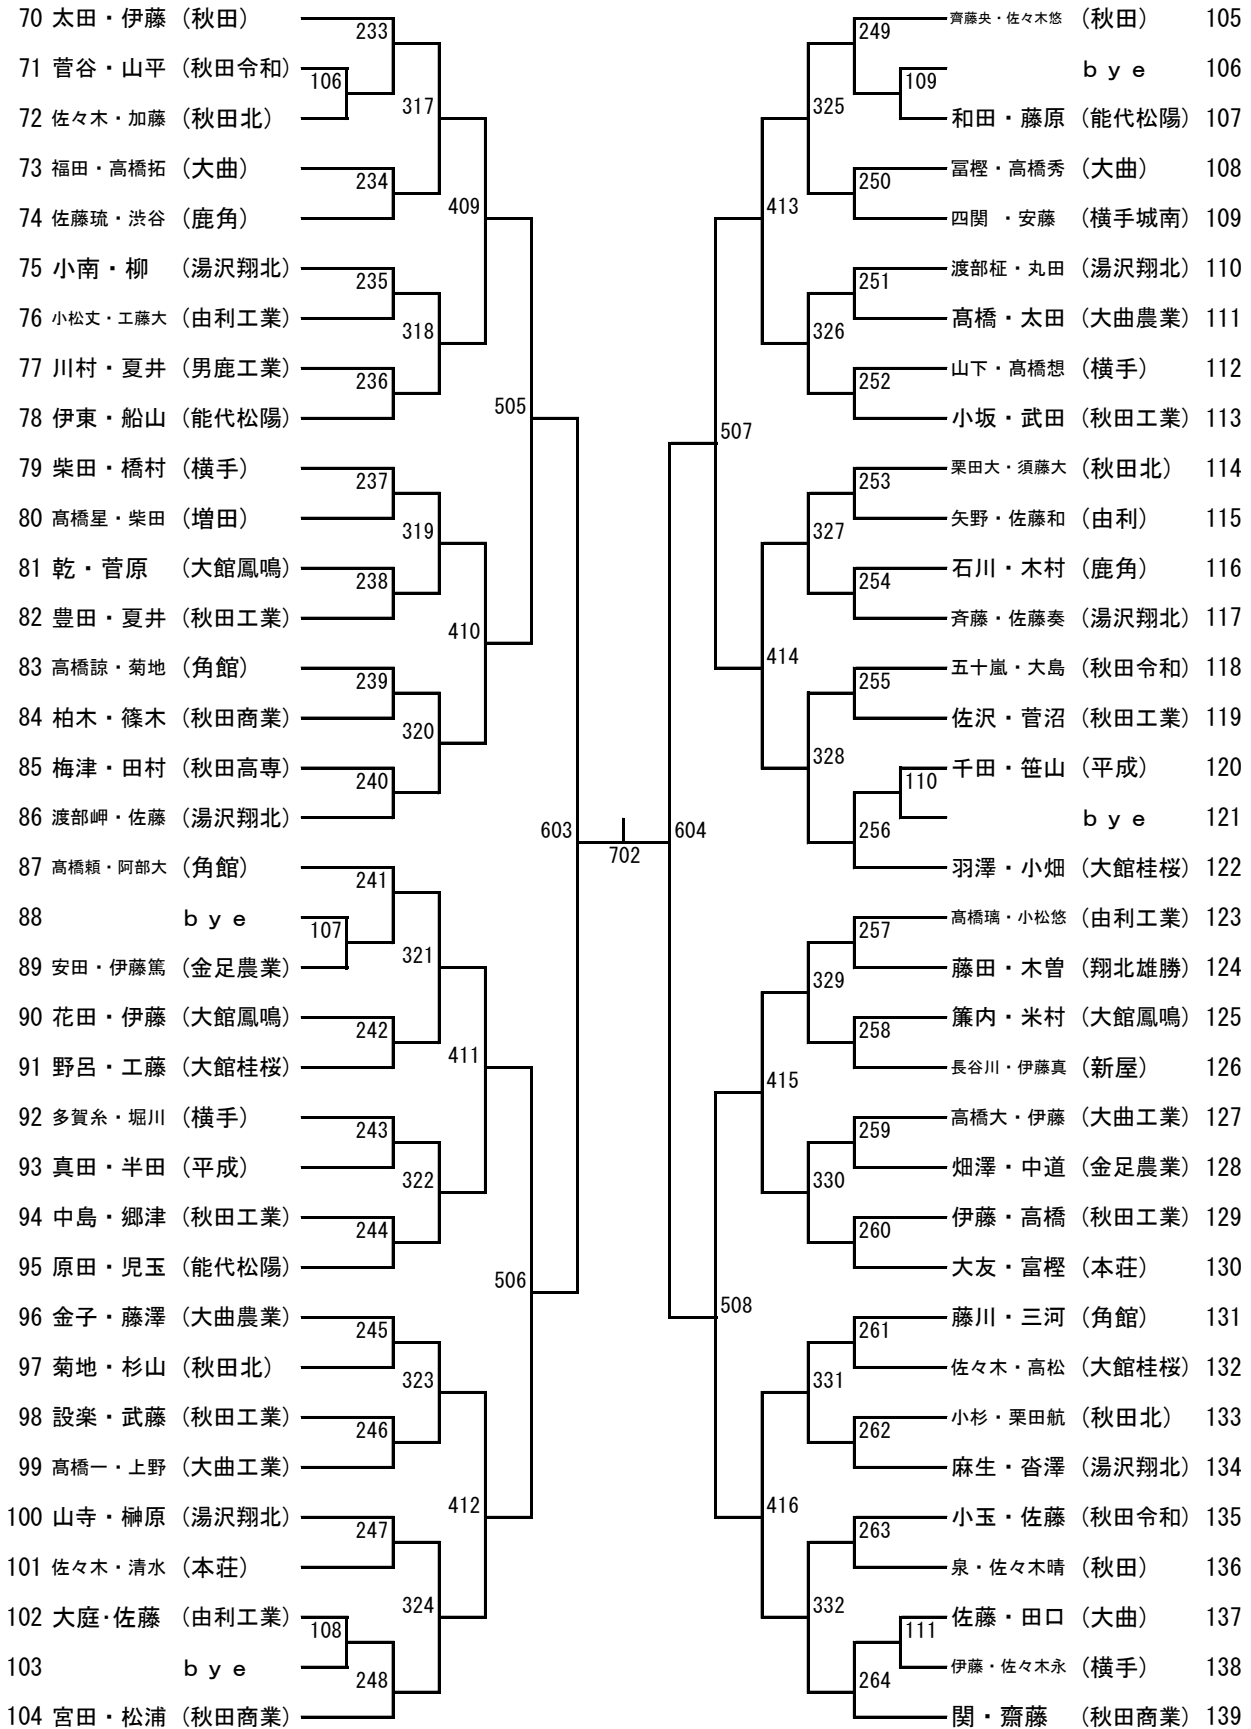 70 太田・伊藤 (秋田)
233
71 菅谷・山平 (秋田令和)
106
317
72 佐々木・加藤 (秋田北)
73 福田・高橋拓 (大曲)
234
409
74 佐藤琉・渋谷 (鹿角)
75 小南・柳 (湯沢翔北)
235
76 小松丈・工藤大 (由利工業)
318
77 川村・夏井 (男鹿工業)
236
505
78 伊東・船山 (能代松陽)
79 柴田・橋村 (横手)
237
80 髙橋星・柴田 (増田)
319
81 乾・菅原 (大館鳳鳴)
238
82 豊田・夏井 (秋田工業)
410
83 高橋諒・菊地 (角館)
239
84 柏木・篠木 (秋田商業)
320
85 梅津・田村 (秋田高専)
240
86 渡部岬・佐藤 (湯沢翔北)
603
87 髙橋頼・阿部大 (角館)
241
88 bye
107
321
89 安田・伊藤篤 (金足農業)
90 花田・伊藤 (大館鳳鳴)
242
411
91 野呂・工藤 (大館桂桜)
92 多賀糸・堀川 (横手)
243
93 真田・半田 (平成)
322
94 中島・郷津 (秋田工業)
244
95 原田・児玉 (能代松陽)
506
96 金子・藤澤 (大曲農業)
245
97 菊地・杉山 (秋田北)
323
98 設楽・武藤 (秋田工業)
246
99 髙橋一・上野 (大曲工業)
412
100 山寺・榊原 (湯沢翔北)
247
101 佐々木・清水 (本荘)
324
102 大庭・佐藤 (由利工業)
108
103 bye
248
104 宮田・松浦 (秋田商業)
702
齊藤央・佐々木悠 (秋田) 105
249
bye 106
109
325
和田・藤原 (能代松陽) 107
冨樫・高橋秀 (大曲) 108
250
413
四関 ・安藤 (横手城南) 109
渡部柾・丸田 (湯沢翔北) 110
251
髙橋・太田 (大曲農業) 111
326
山下・髙橋想 (横手) 112
252
小坂・武田 (秋田工業) 113
507
栗田大・須藤大 (秋田北) 114
253
矢野・佐藤和 (由利) 115
327
石川・木村 (鹿角) 116
254
斉藤・佐藤奏 (湯沢翔北) 117
414
五十嵐・大島 (秋田令和) 118
255
佐沢・菅沼 (秋田工業) 119
328
千田・笹山 (平成) 120
110
bye 121
256
604
羽澤・小畑 (大館桂桜) 122
髙橋璃・小松悠 (由利工業) 123
257
藤田・木曽 (翔北雄勝) 124
329
簾内・米村 (大館鳳鳴) 125
258
長谷川・伊藤真 (新屋) 126
415
高橋大・伊藤 (大曲工業) 127
259
畑澤・中道 (金足農業) 128
330
伊藤・高橋 (秋田工業) 129
260
大友・富樫 (本荘) 130
508
藤川・三河 (角館) 131
261
佐々木・高松 (大館桂桜) 132
331
小杉・栗田航 (秋田北) 133
262
麻生・沓澤 (湯沢翔北) 134
416
小玉・佐藤 (秋田令和) 135
263
泉・佐々木晴 (秋田) 136
332
佐藤・田口 (大曲) 137
111
伊藤・佐々木永 (横手) 138
264
関・齋藤 (秋田商業) 139